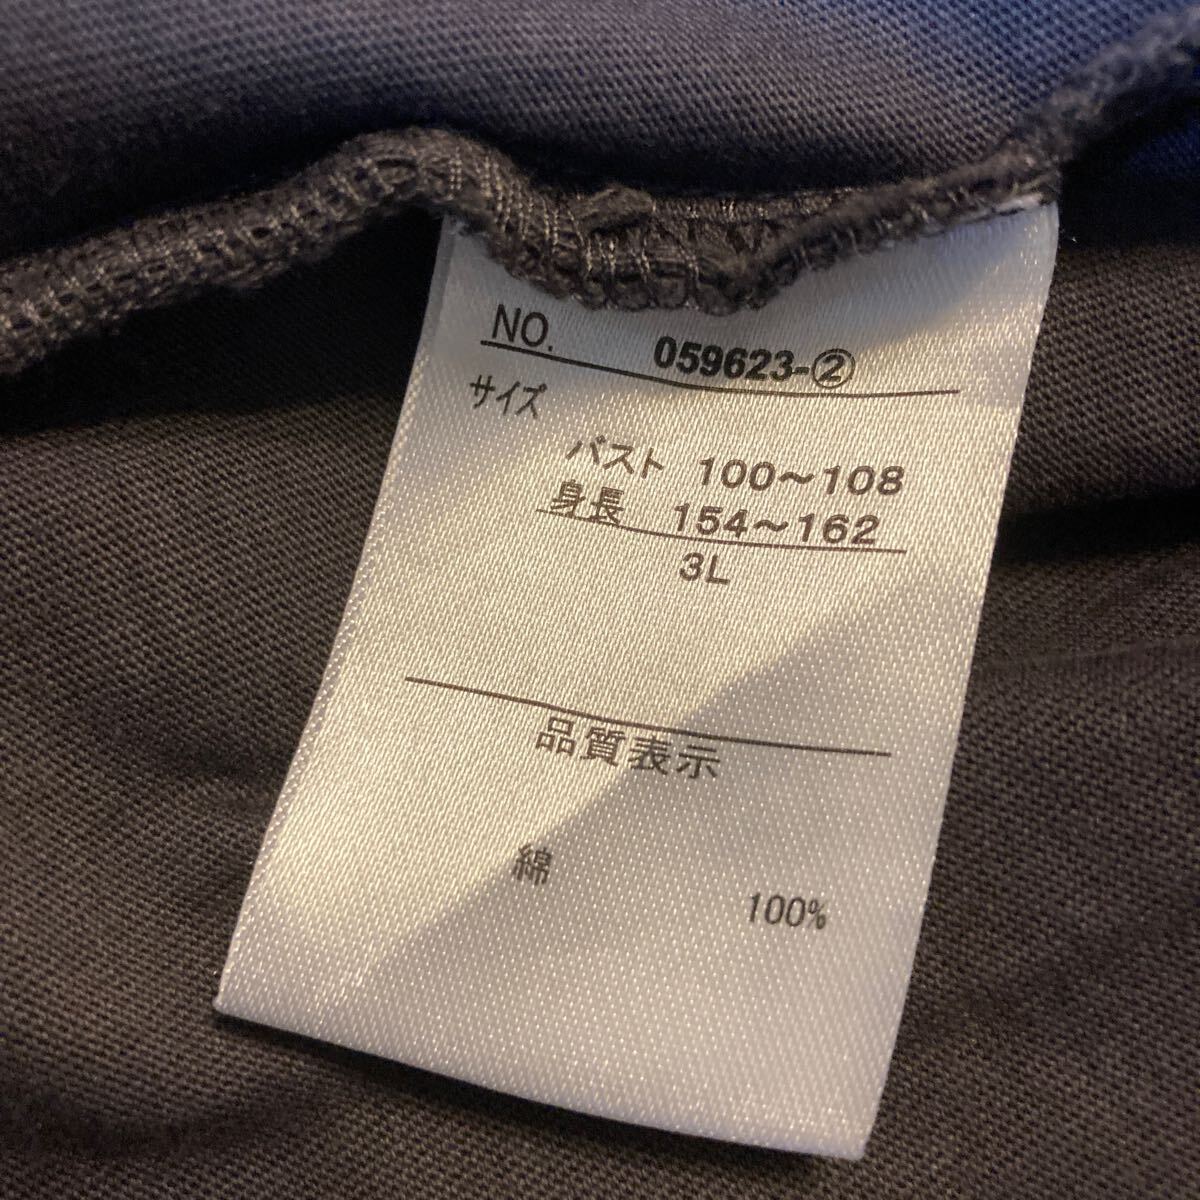 NO. 059623-②
サイズ
バスト 100～108
身長 154～162
3L
品質表示
綿 100%